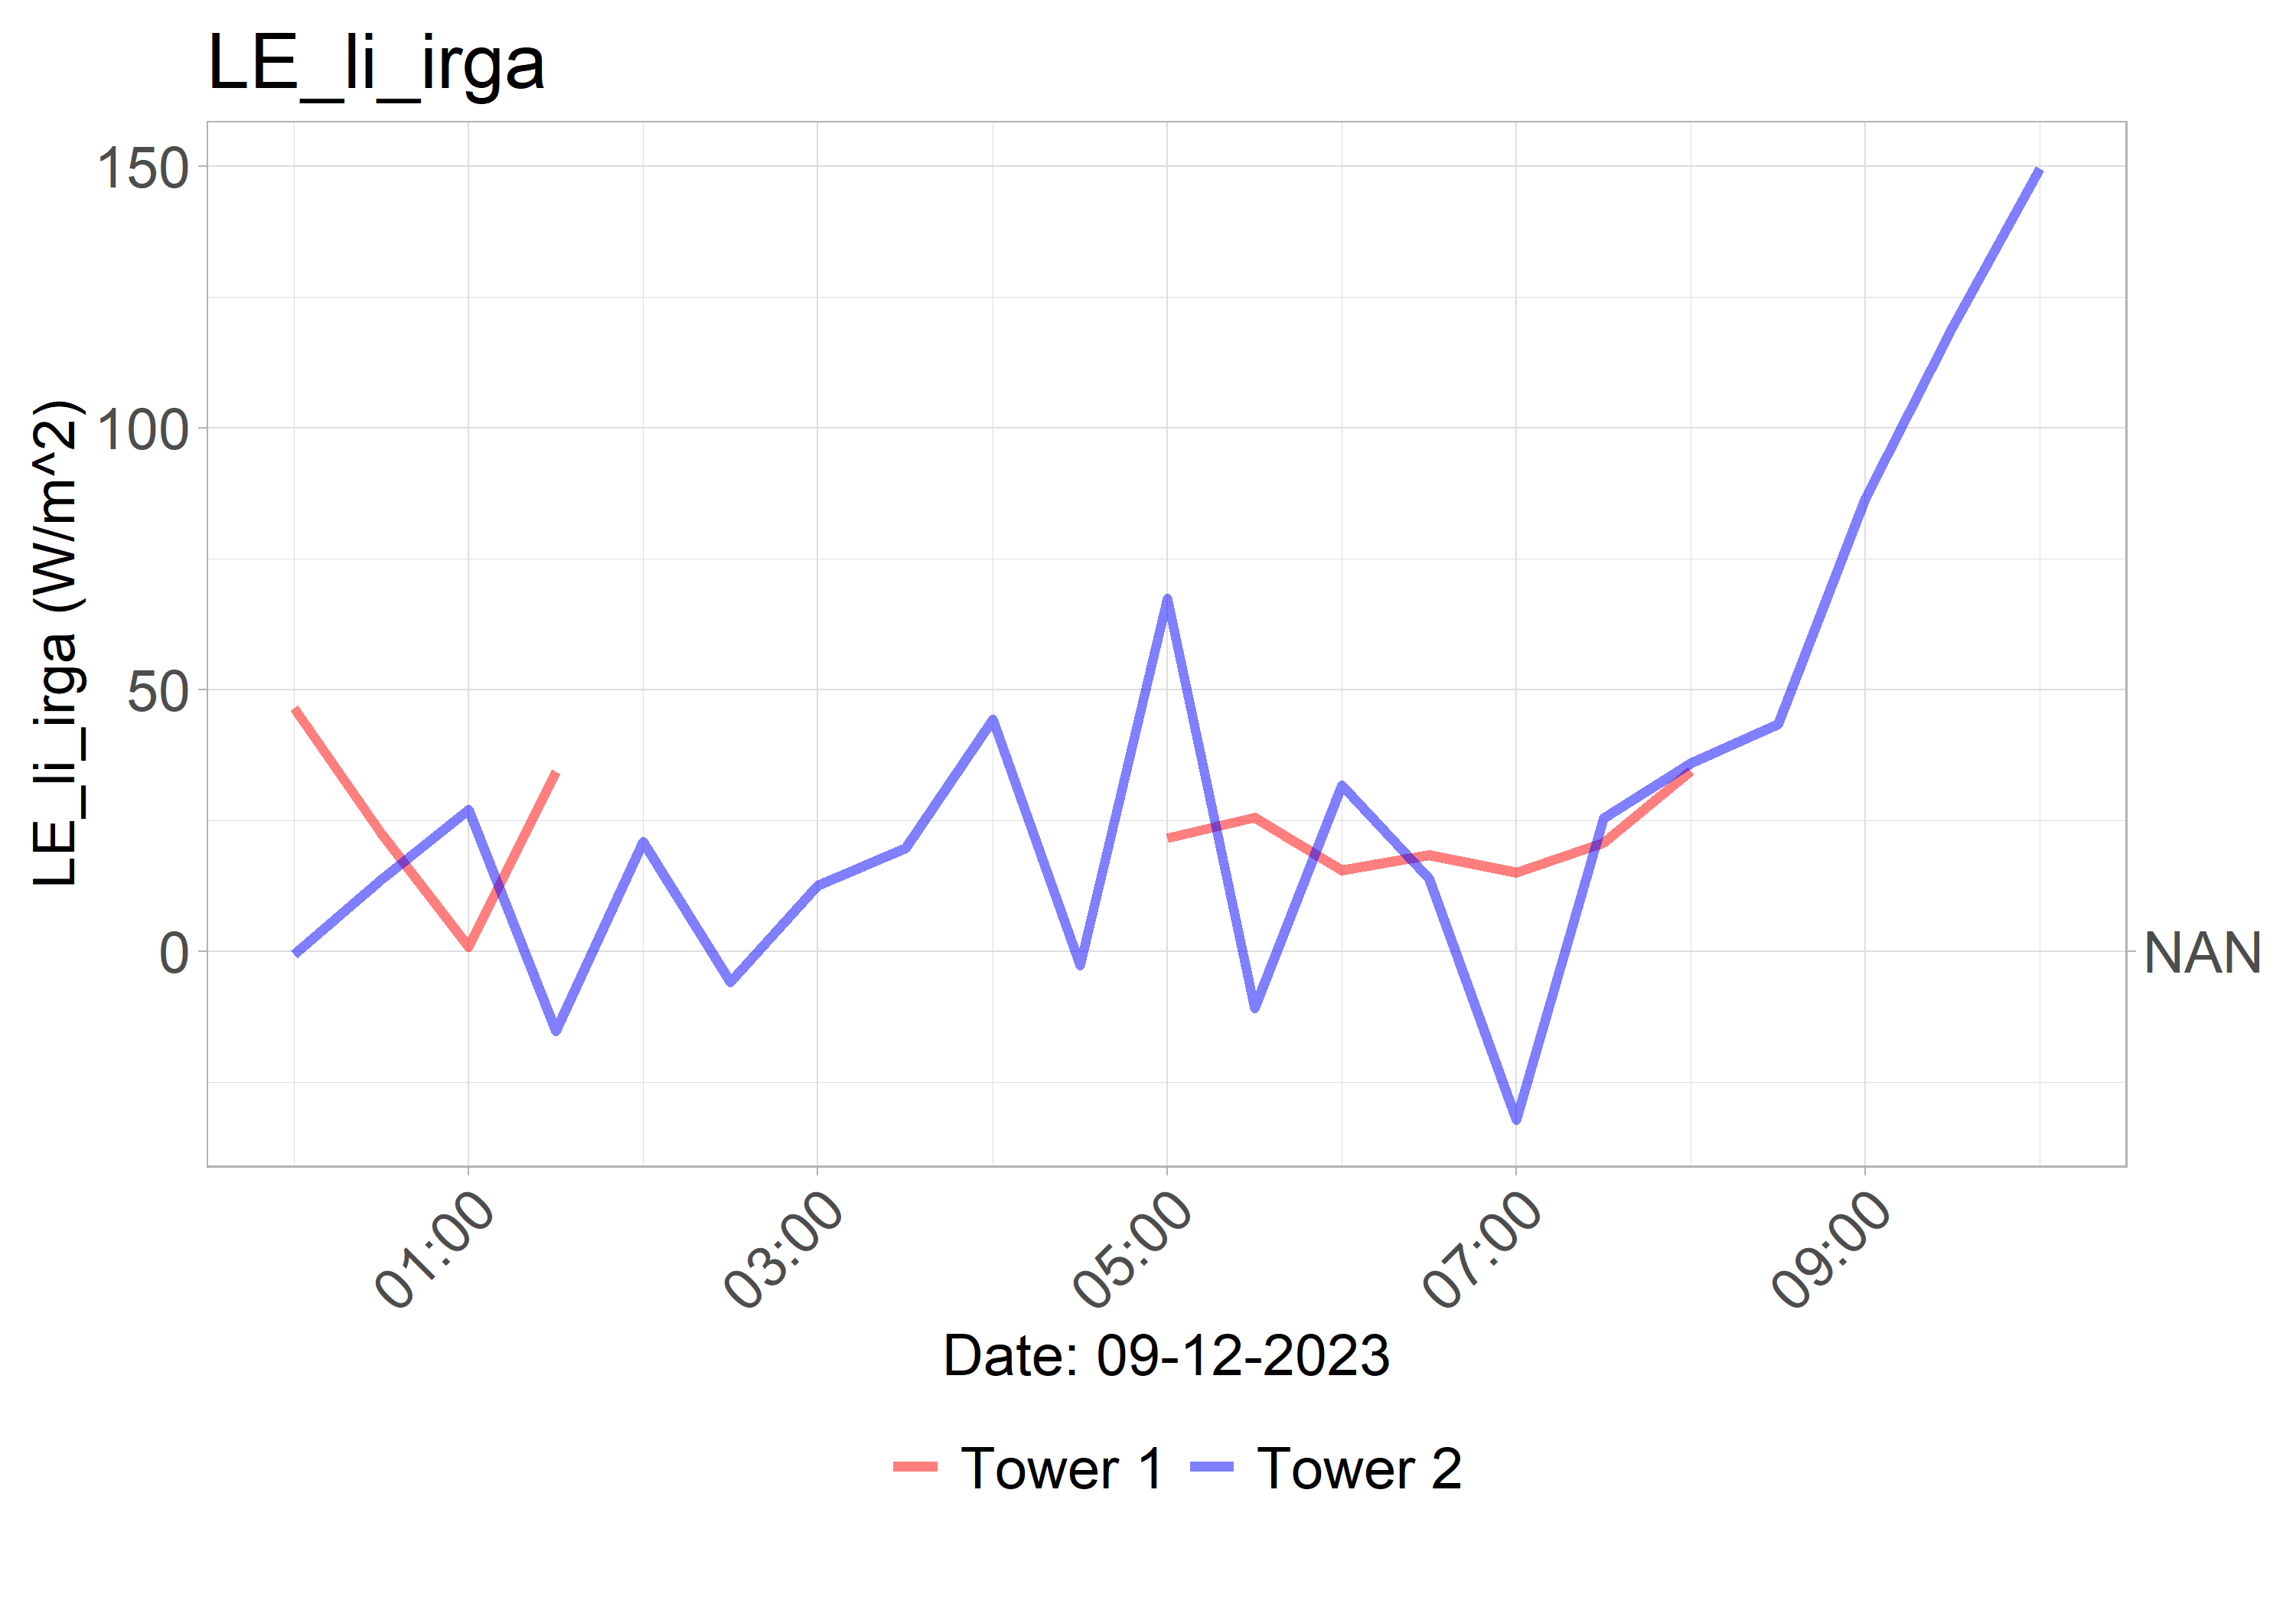 LE_li_irga
LE_li_irga (W/m^2)
150
100
50
0
NAN
01:00
03:00
05:00
07:00
09:00
Date: 09-12-2023
Tower 1
Tower 2